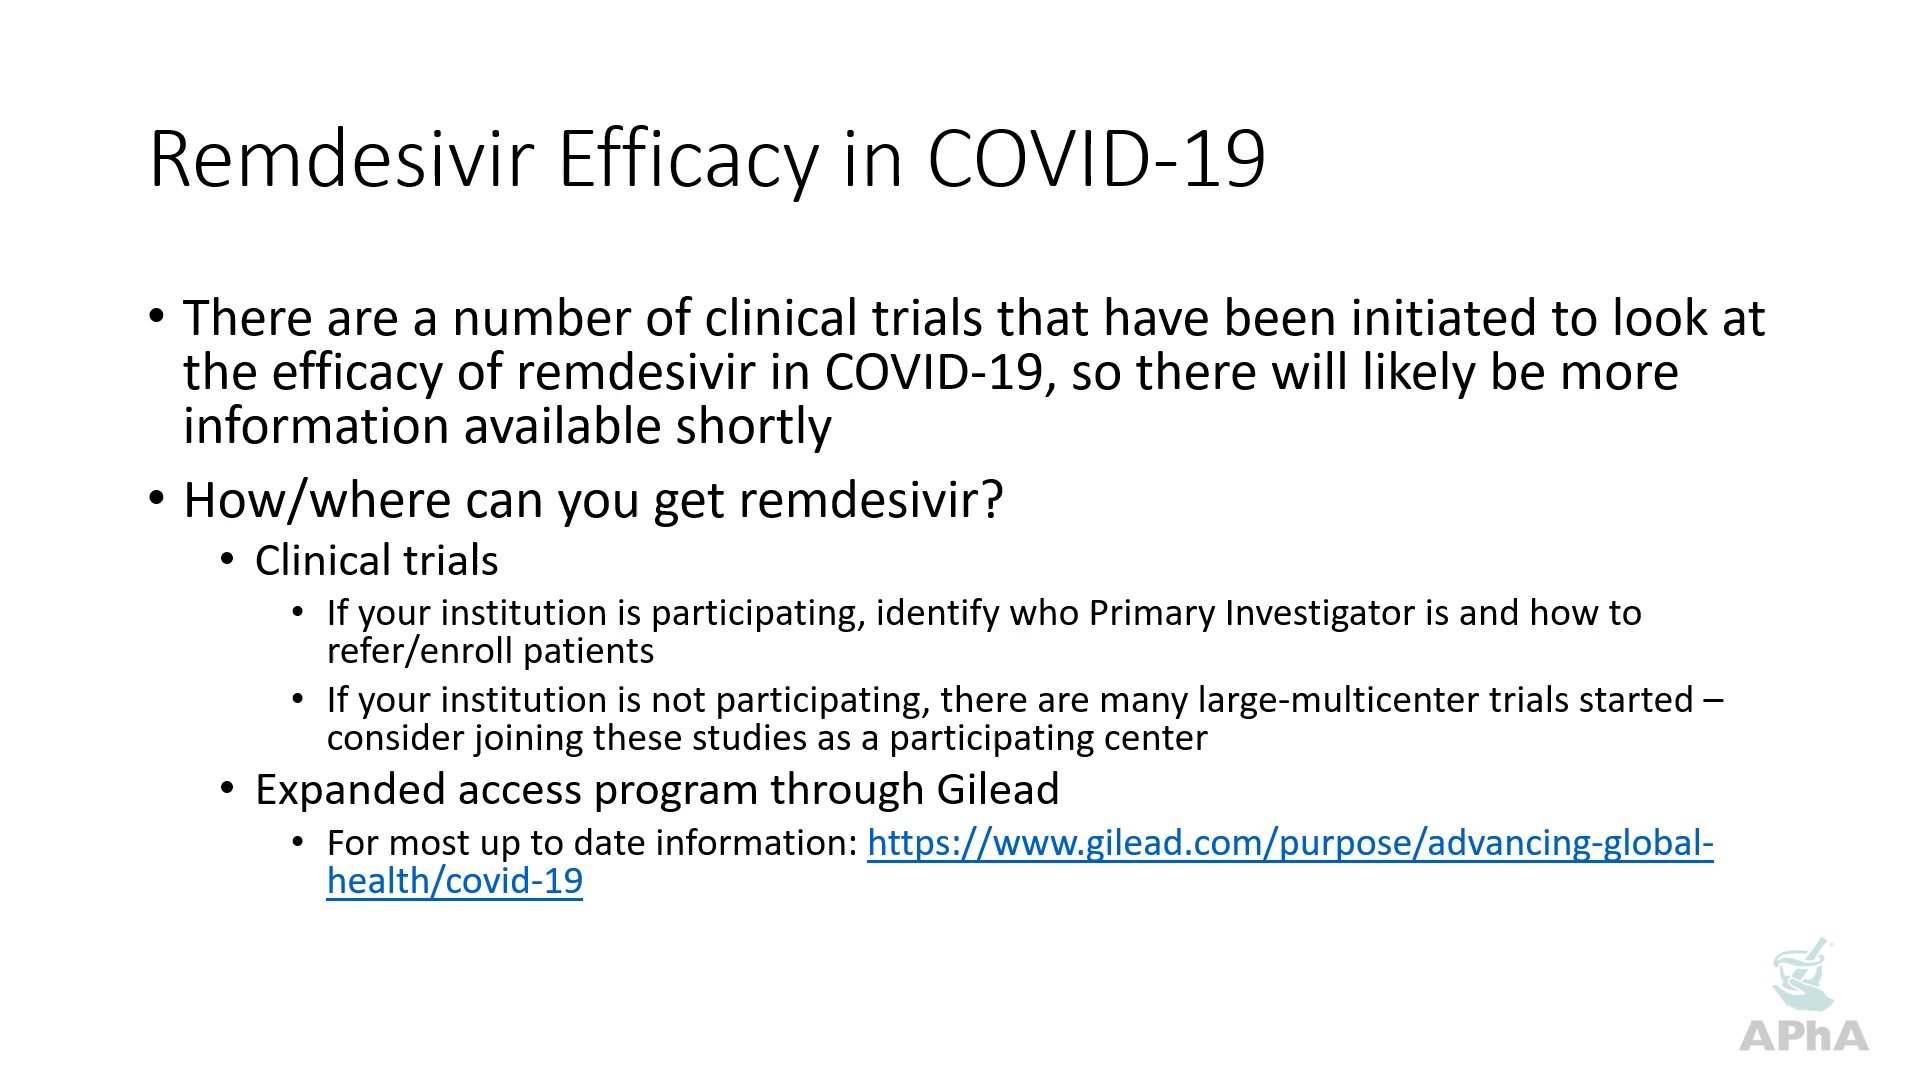 Remdesivir Efficacy in COVID-19
• There are a number of clinical trials that have been initiated to look at
the efficacy of remdesivir in COVID-19, so there will likely be more
information available shortly
• How/where can you get remdesivir?
• Clinical trials
• If your institution is participating, identify who Primary Investigator is and how to
refer/enroll patients
• If your institution is not participating, there are many large-multicenter trials started –
consider joining these studies as a participating center
• Expanded access program through Gilead
• For most up to date information: https://www.gilead.com/purpose/advancing-global-
health/covid-19
APhA